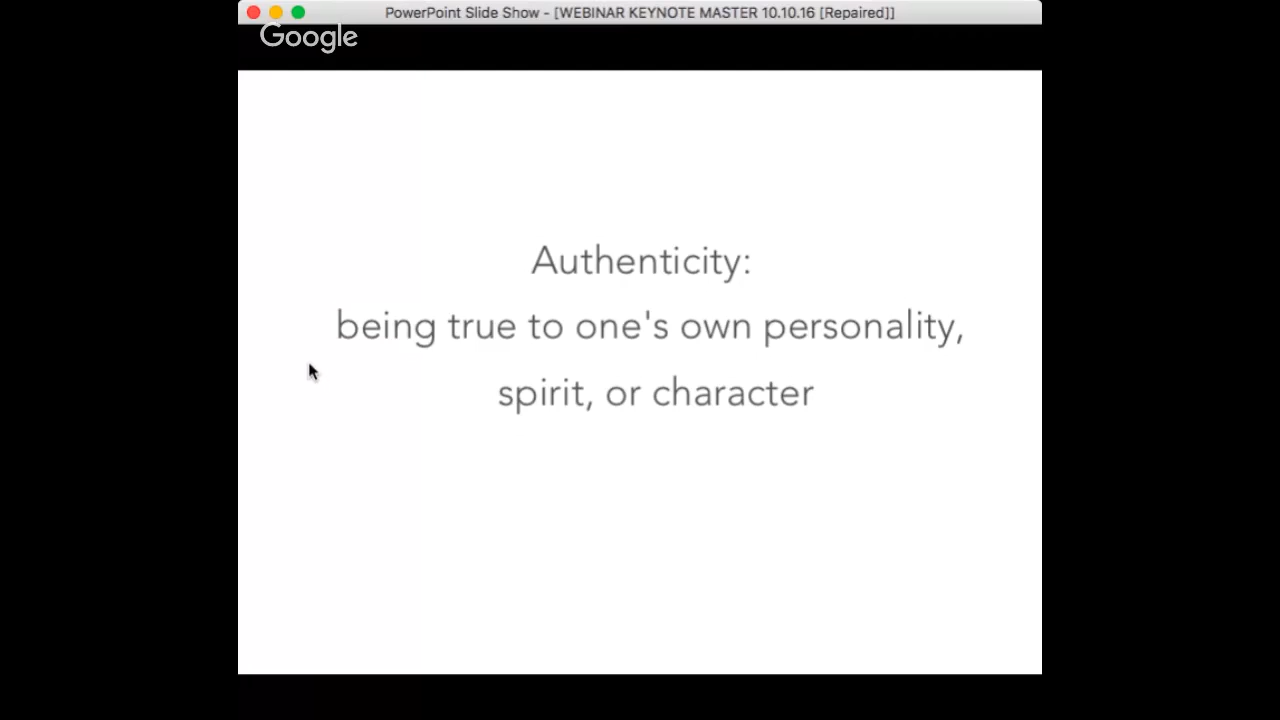 PowerPoint Slide Show - [WEBINAR KEYNOTE MASTER 10.10.16 [Repaired]]
Google
Authenticity:
being true to one's own personality,
spirit, or character